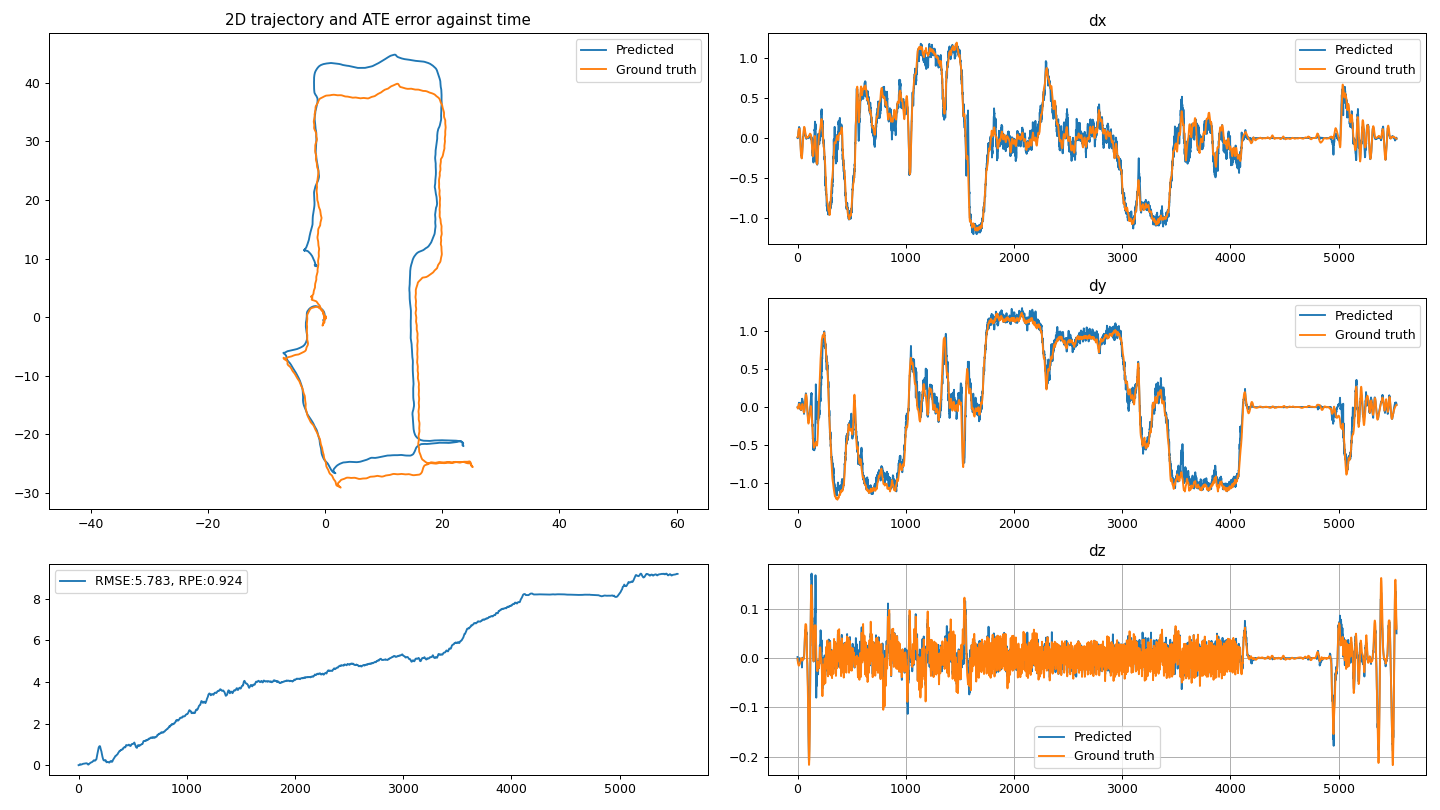 2D trajectory and ATE error against time
Predicted
Ground truth
40
30
20
10
0
−10
−20
−30
−40 −20 0 20 40 60
RMSE:5.783, RPE:0.924
8
6
4
2
0
0 1000 2000 3000 4000 5000
dx
Predicted
Ground truth
1.0
0.5
0.0
−0.5
−1.0
0 1000 2000 3000 4000 5000
dy
Predicted
Ground truth
1.0
0.5
0.0
−0.5
−1.0
0 1000 2000 3000 4000 5000
dz
0.1
0.0
−0.1
−0.2
Predicted
Ground truth
0 1000 2000 3000 4000 5000